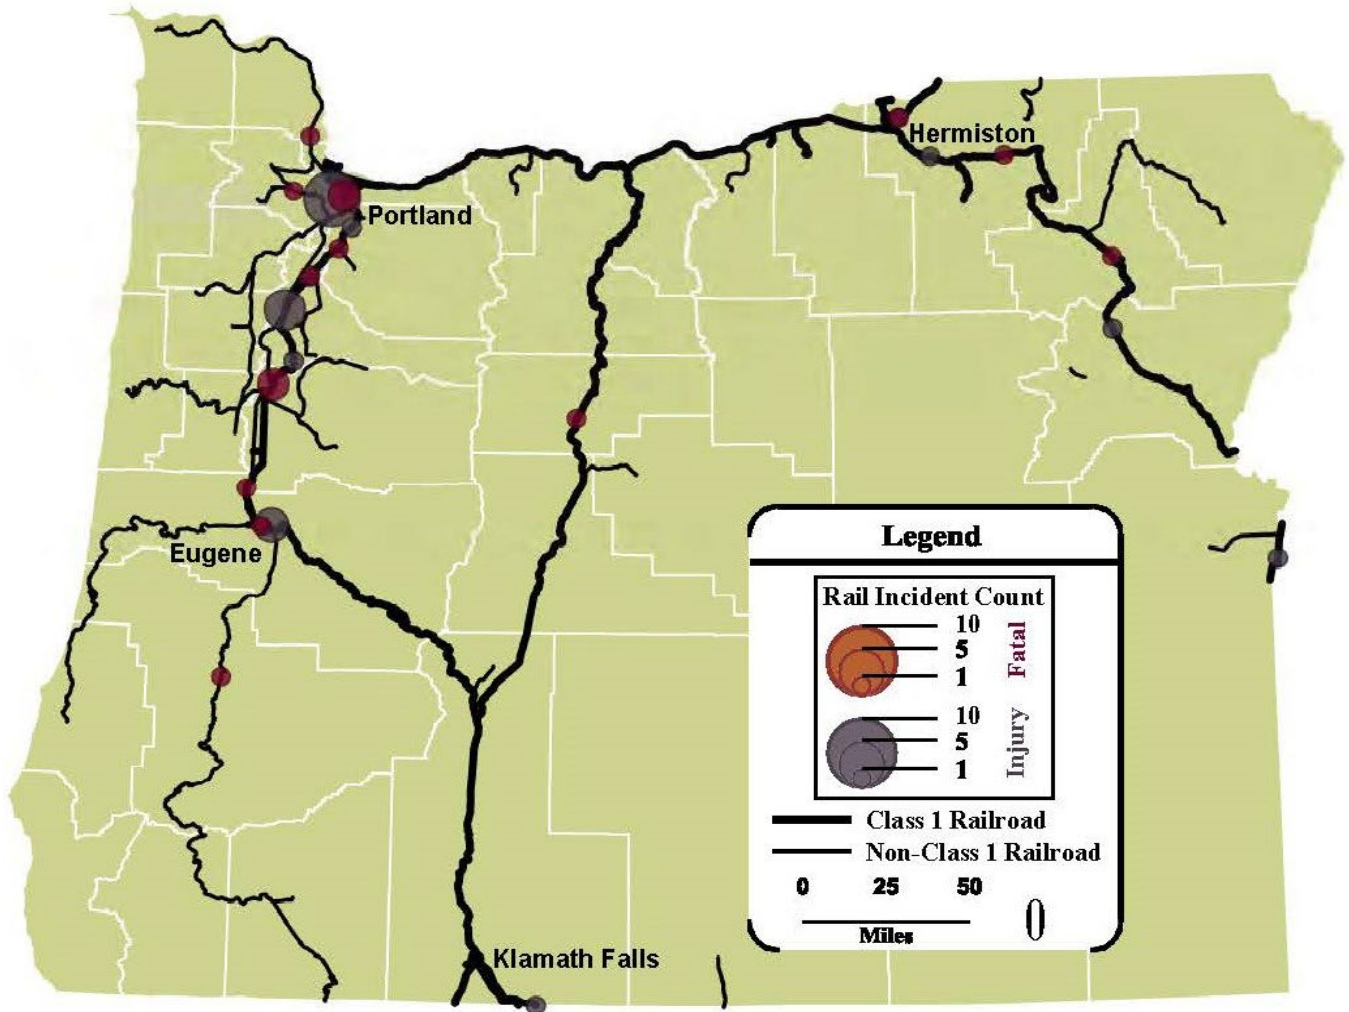 Hermiston
Portland
Eugene
Klamath Falls
Legend
Rail Incident Count
10
5
1
Fatal
10
5
1
Injury
Class 1 Railroad
Non-Class 1 Railroad
0 25 50
Miles
0